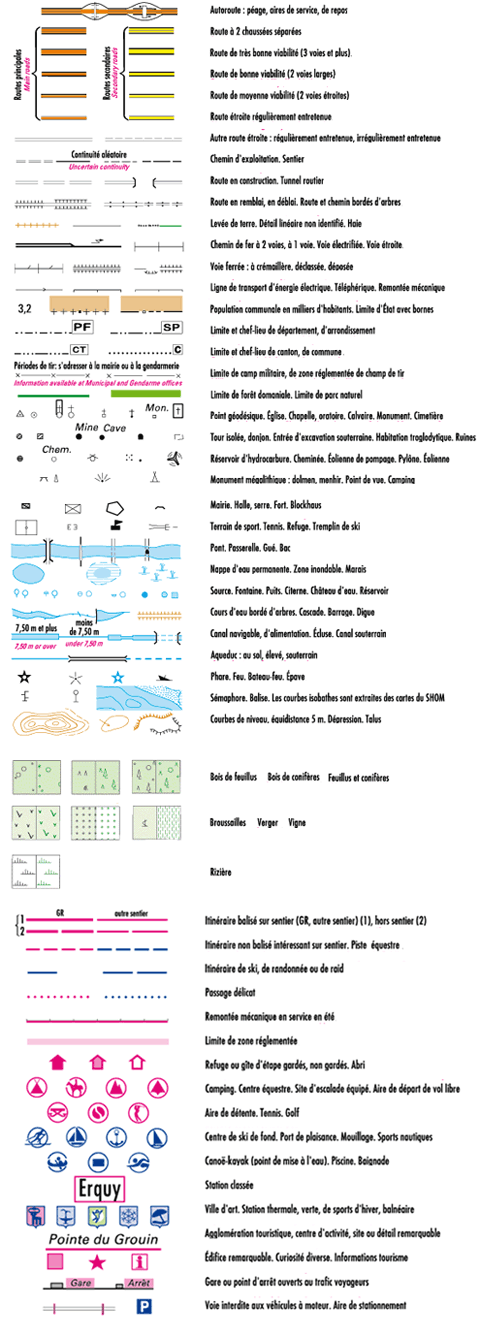 Autoroute : péage, aires de service, de repos
Routes principales
Main roads
Routes secondaires
Secondary roads
Route à 2 chaussées séparées
Route de très bonne viabilité (3 voies et plus).
Route de bonne viabilité (2 voies larges)
Route de moyenne viabilité (2 voies étroites)
Route étroite régulièrement entretenue
Autre route étroite : régulièrement entretenue, irrégulièrement entretenue
Continuité aléatoire
Uncertain continuity
Chemin d'exploitation. Sentier
Route en construction. Tunnel routier
Route en remblai, en déblai. Route et chemin bordés d'arbres
Levée de terre. Détail linéaire non identifié. Haie
Chemin de fer à 2 voies, à 1 voie. Voie électrifiée. Voie étroite
Voie ferrée : à crémaillère, déclassée, déposée
Ligne de transport d'énergie électrique. Téléphérique. Remontée mécanique
3,2
Population communale en milliers d'habitants. Limite d'État avec bornes
PF
SP
Limite et chef-lieu de département, d'arrondissement
CT
C
Limite et chef-lieu de canton, de commune
Périodes de tir: s'adresser à la mairie ou à la gendarmerie
Information available at Municipal and Gendarme offices
Limite de camp militaire, de zone réglementée de champ de tir
Limite de forêt domaniale. Limite de parc naturel
Mon.
Point géodésique. Église. Chapelle, oratoire. Calvaire. Monument. Cimetière
Mine Cave
Tour isolée, donjon. Entrée d'excavation souterraine. Habitation troglodytique. Ruines
Chem.
Réservoir d'hydrocarbure. Cheminée. Éolienne de pompage. Pylône. Éolienne
Monument mégalithique : dolmen, menhir. Point de vue. Camping
Mairie. Halle, serre. Fort. Blockhaus
Terrain de sport. Tennis. Refuge. Tremplin de ski
Pont. Passerelle. Gué. Bac
Nappe d'eau permanente. Zone inondable. Marais
Source. Fontaine. Puits. Citerne. Château d'eau. Réservoir
Cours d'eau bordé d'arbres. Cascade. Barrage. Digue
7,50 m et plus
7,50 m or over
moins de 7,50 m
under 7,50 m
Canal navigable, d'alimentation. Écluse. Canal souterrain
Aqueduc : au sol, élevé, souterrain
Phare. Feu. Bateau-feu. Épave
Sémaphore. Balise. Les courbes isobathes sont extraites des cartes du SHOM
Courbes de niveau, équidistance 5 m. Dépression. Talus
Bois de feuillus Bois de conifères Feuillus et conifères
Broussailles Verger Vigne
Rizière
GR
autre sentier
1
2
Itinéraire balisé sur sentier (GR, autre sentier) (1), hors sentier (2)
Itinéraire non balisé intéressant sur sentier. Piste équestre
Itinéraire de ski, de randonnée ou de raid
Passage délicat
Remontée mécanique en service en été
Limite de zone réglementée
Refuge ou gîte d'étape gardés, non gardés. Abri
Camping. Centre équestre. Site d'escalade équipé. Aire de départ de vol libre
Aire de détente. Tennis. Golf
Centre de ski de fond. Port de plaisance. Mouillage. Sports nautiques
Canoë-kayak (point de mise à l'eau). Piscine. Baignade
Erquy
Station classée
Ville d'art. Station thermale, verte, de sports d'hiver, balnéaire
Pointe du Grouin
Agglomération touristique, centre d'activité, site ou détail remarquable
i
Édifice remarquable. Curiosité diverse. Informations tourisme
Gare
Arrêt
Gare ou point d'arrêt ouverts au trafic voyageurs
P
Voie interdite aux véhicules à moteur. Aire de stationnement